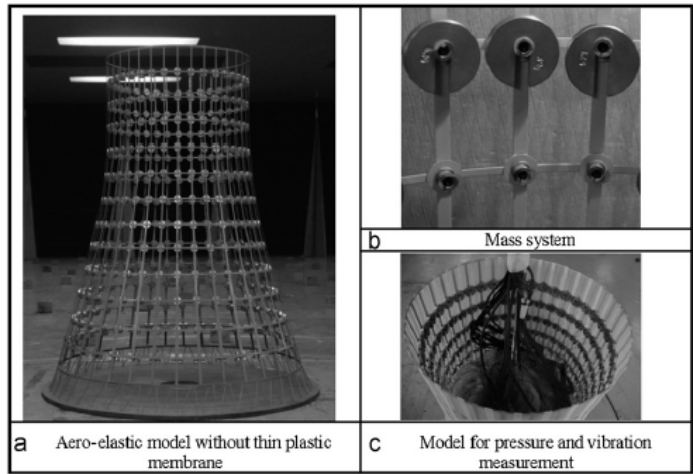 b
Mass system
a
Aero-elastic model without thin plastic
membrane
c
Model for pressure and vibration
measurement